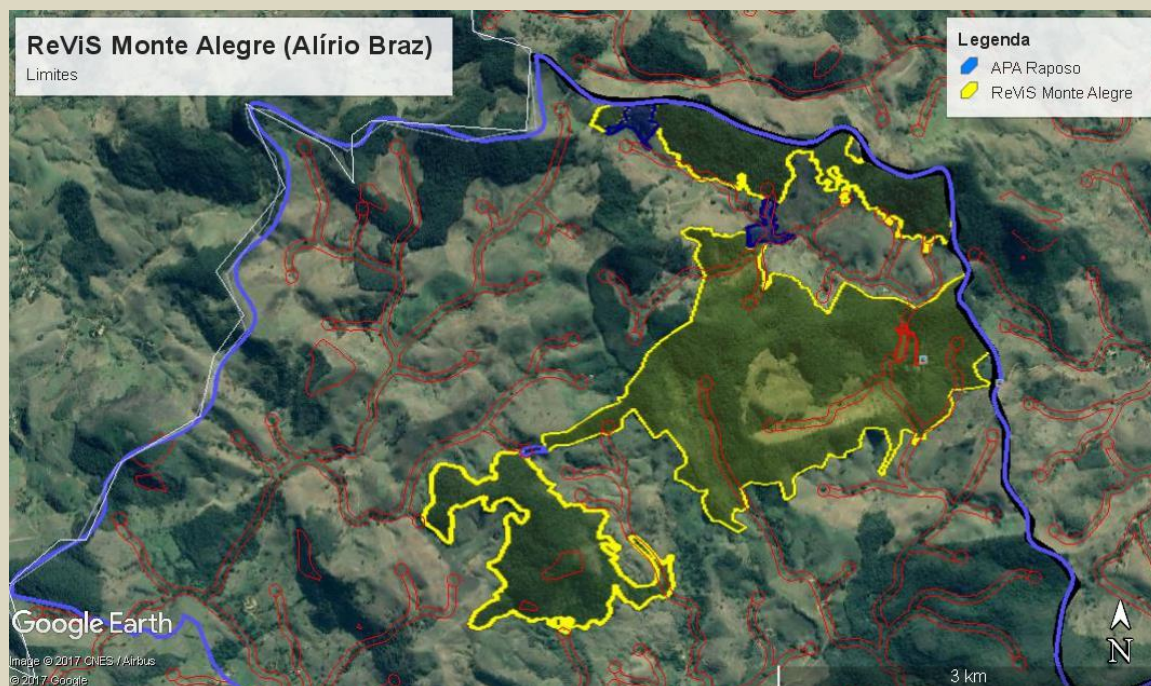 ReViS Monte Alegre (Alírio Braz)
Limites
Legenda
APA Raposo
ReViS Monte Alegre
Google Earth
Image © 2017 CNES / Airbus
© 2017 Google
N
3 km